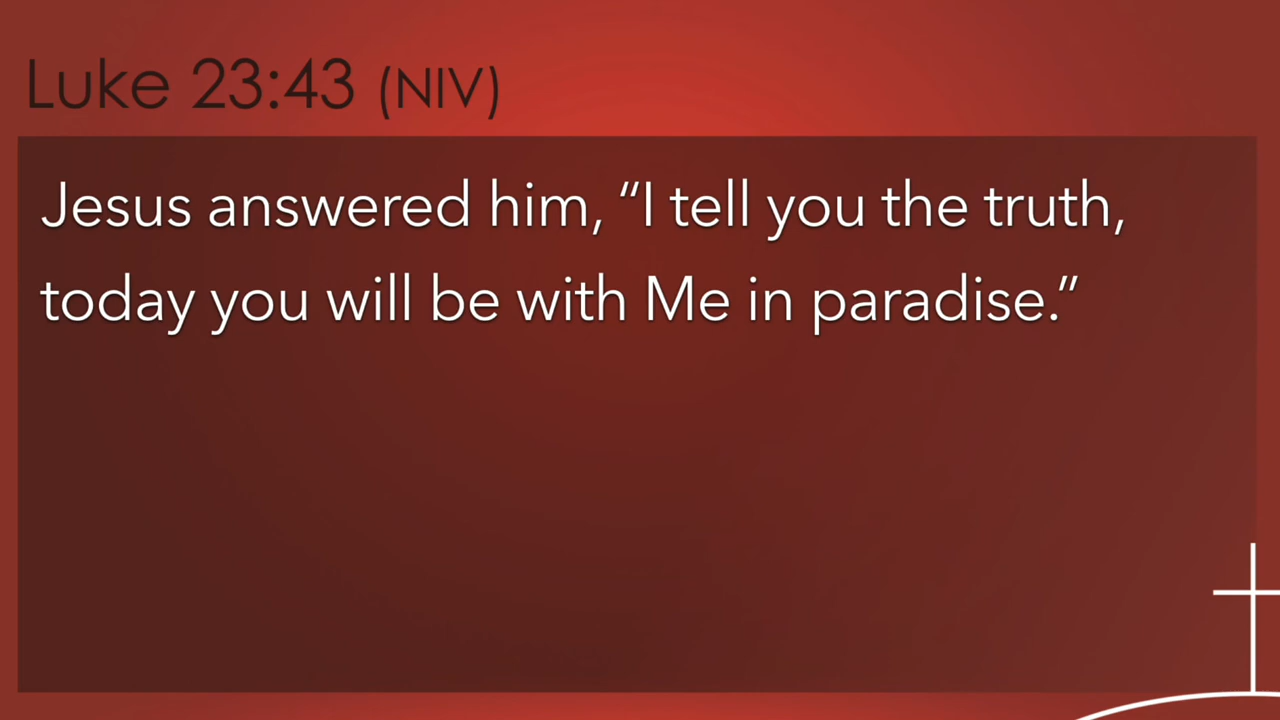 Luke 23:43 (NIV)
Jesus answered him, “I tell you the truth,
today you will be with Me in paradise.”